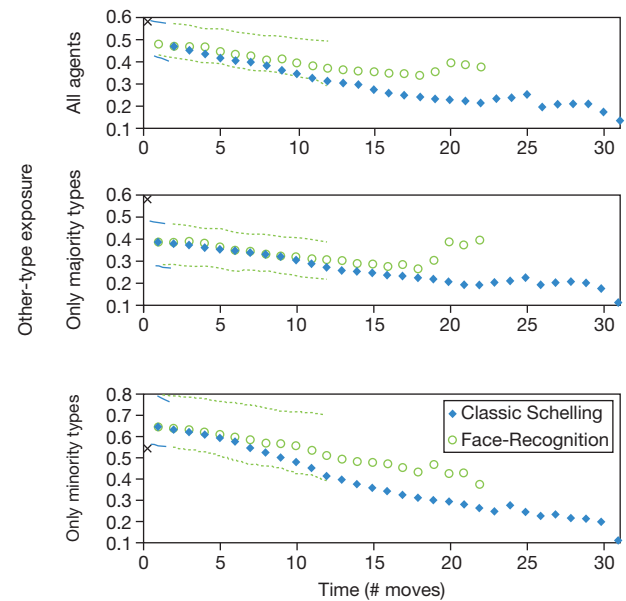 Other-type exposure
All agents
0.6
0.5
0.4
0.3
0.2
0.1
0 5 10 15 20 25 30
Only majority types
0.6
0.5
0.4
0.3
0.2
0.1
0 5 10 15 20 25 30
Only minority types
0.8
0.7
0.6
0.5
0.4
0.3
0.2
0.1
Classic Schelling
Face-Recognition
0 5 10 15 20 25 30
Time (# moves)